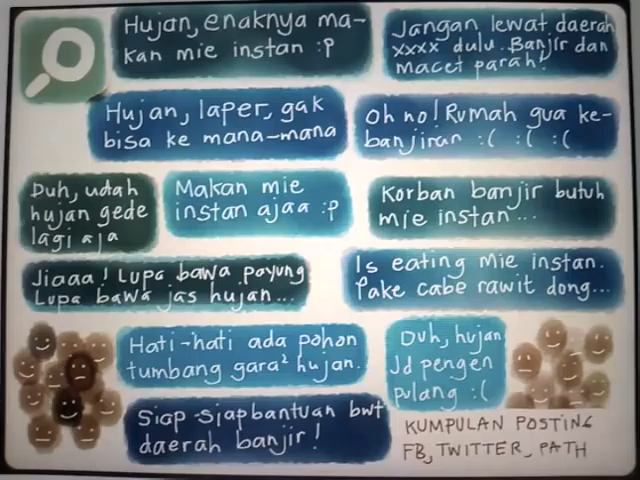 Hujan, enaknya ma-
kan mie instan :p
Jangan lewat daerah
xxxx dulu. Banjir dan
macet parah!
Hujan, laper, gak
bisa ke mana-mana
Oh no! Rumah gua ke-
banjiran :( :( :(
Duh, udah
hujan gede
lagi aja
Makan mie
instan ajaa :p
Korban banjir butuh
mie instan...
Jiaaa! Lupa bawa payung
Lupa bawa jas hujan...
Is eating mie instan.
Pake cabe rawit dong...
Hati-hati ada pohon
tumbang gara² hujan.
Duh, hujan
Jd pengen
pulang :(
Siap-siap bantuan bwt
daerah banjir!
KUMPULAN POSTING
FB, TWITTER, PATH